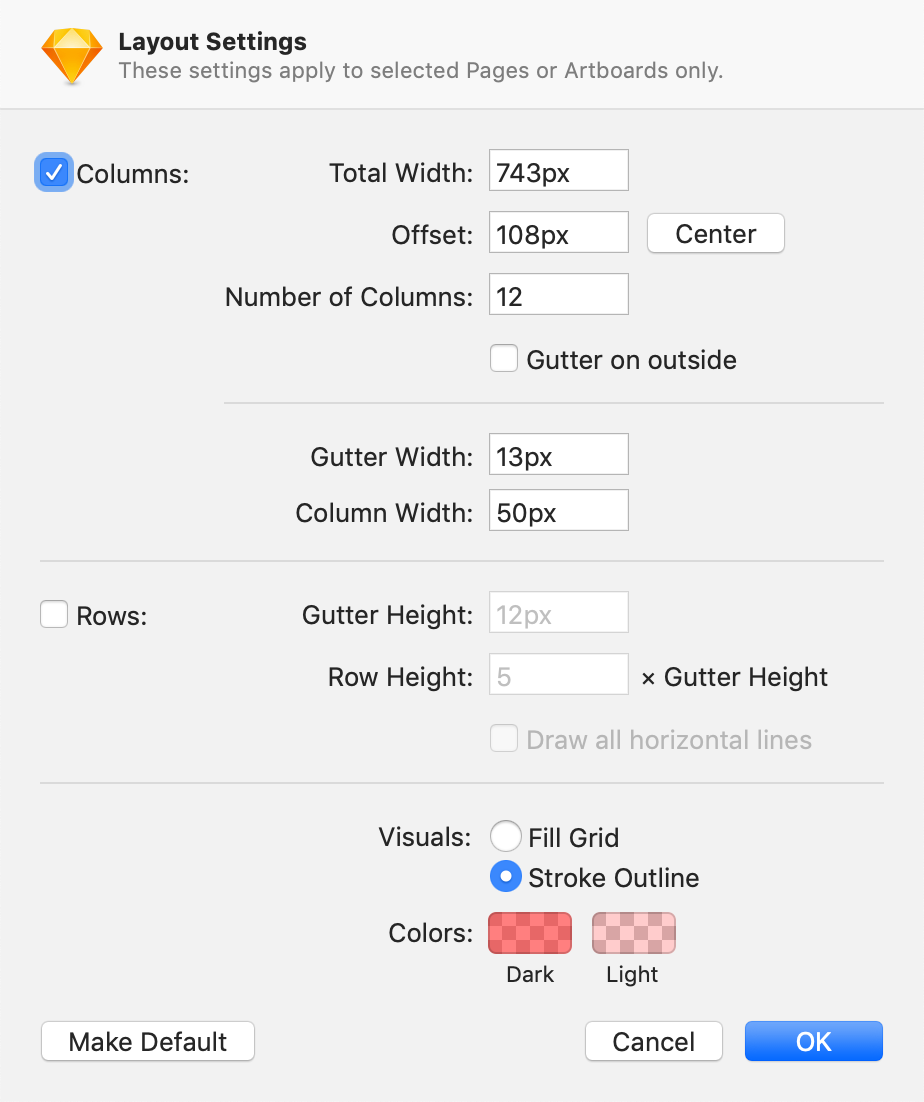 Layout Settings
These settings apply to selected Pages or Artboards only.
Columns: Total Width: 743px
Offset: 108px Center
Number of Columns: 12
Gutter on outside
Gutter Width: 13px
Column Width: 50px
Rows: Gutter Height: 12px
Row Height: 5 × Gutter Height
Draw all horizontal lines
Visuals: Fill Grid
Stroke Outline
Colors:
Dark Light
Make Default Cancel OK